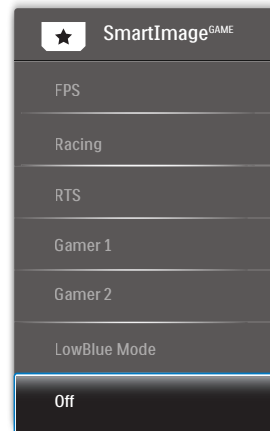 SmartImageGAME
FPS
Racing
RTS
Gamer 1
Gamer 2
LowBlue Mode
Off